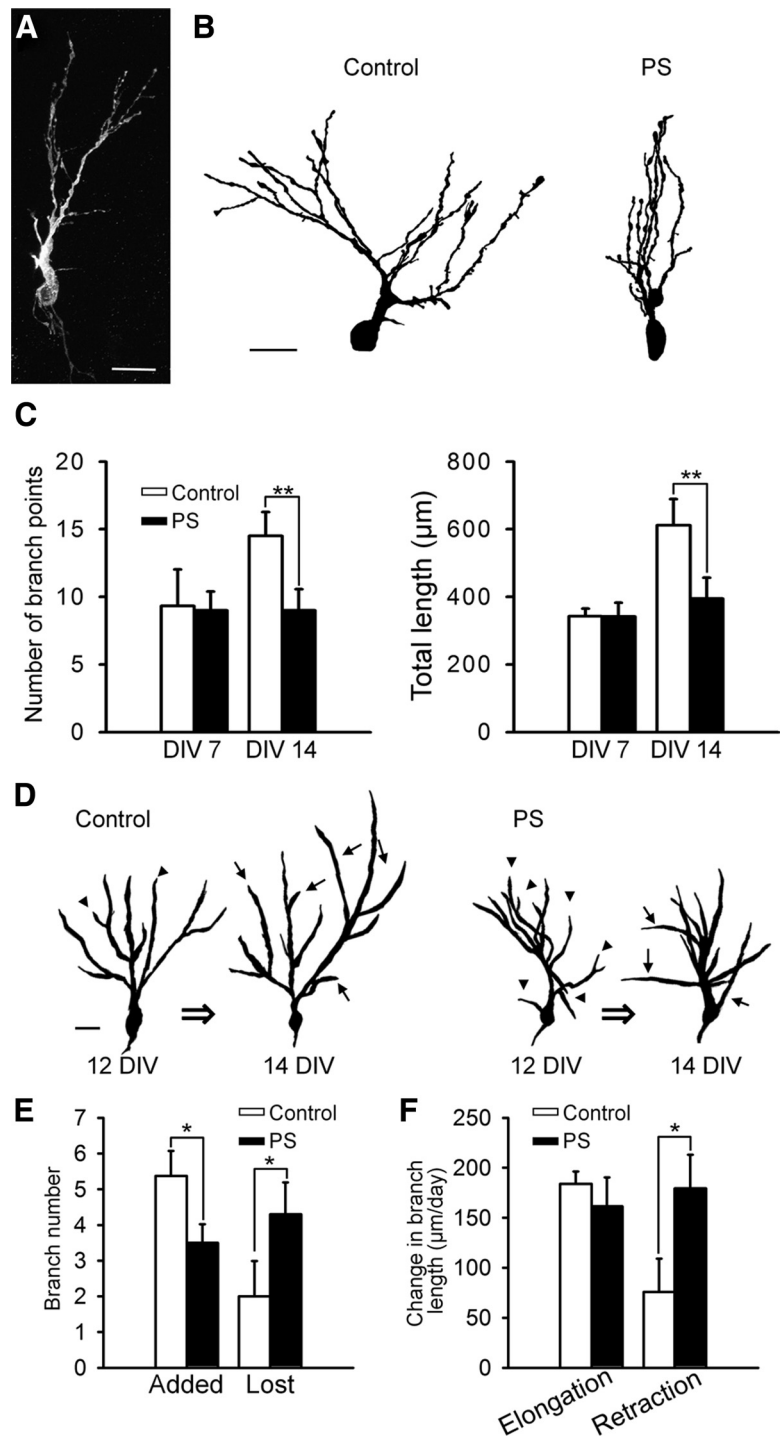 A
B
Control
PS
C
Number of branch points
20
15
10
5
0
Control
PS
**
DIV 7
DIV 14
Total length (µm)
800
600
400
200
0
**
DIV 7
DIV 14
D
Control
PS
⇒
⇒
12 DIV
14 DIV
12 DIV
14 DIV
E
Branch number
7
6
5
4
3
2
1
0
Control
PS
*
*
Added
Lost
F
Change in branch
length (µm/day)
250
200
150
100
50
0
Control
PS
*
Elongation
Retraction